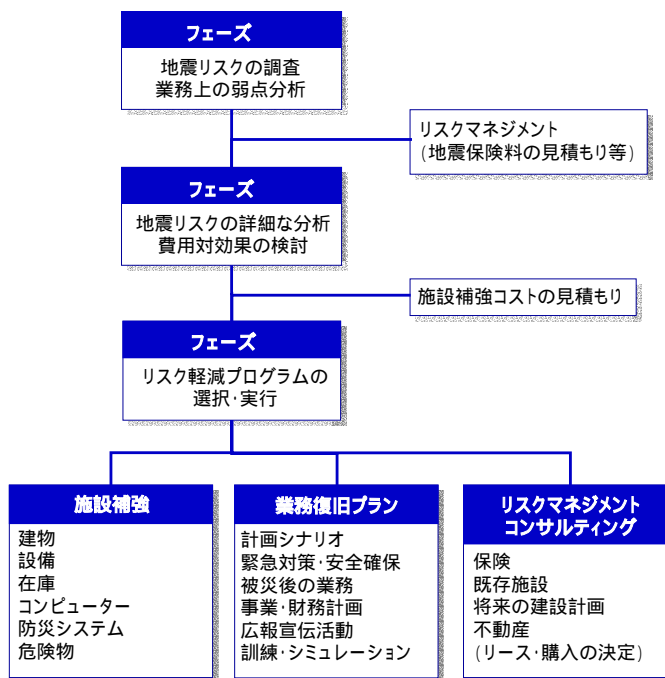 フェーズ
地震リスクの調査
業務上の弱点分析
リスクマネジメント
(地震保険料の見積もり等)
フェーズ
地震リスクの詳細な分析
費用対効果の検討
施設補強コストの見積もり
フェーズ
リスク軽減プログラムの
選択・実行
施設補強
建物
設備
在庫
コンピューター
防災システム
危険物
業務復旧プラン
計画シナリオ
緊急対策・安全確保
被災後の業務
事業・財務計画
広報宣伝活動
訓練・シミュレーション
リスクマネジメント
コンサルティング
保険
既存施設
将来の建設計画
不動産
(リース・購入の決定)